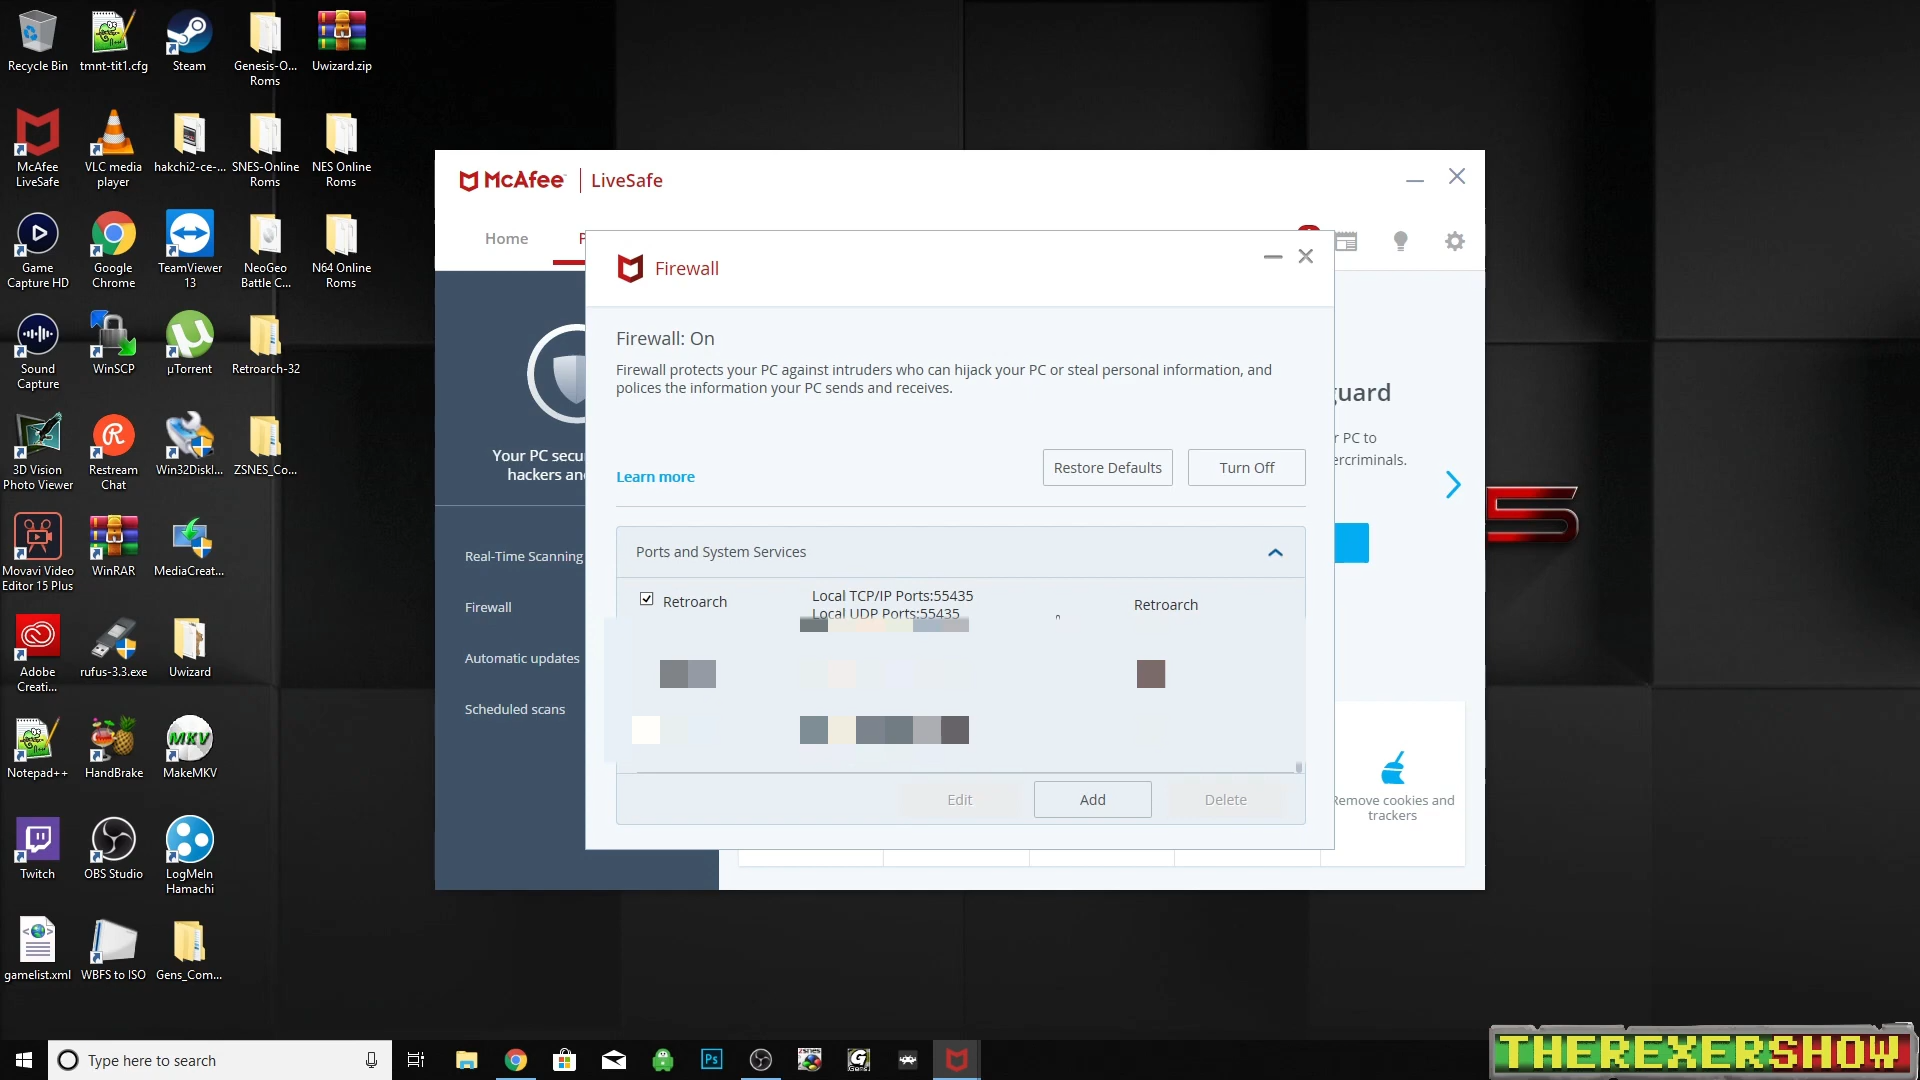 Recycle Bin
tmnt-tit1.cfg
Steam
Genesis-O...
Roms
Uwizard.zip
McAfee
LiveSafe
VLC media
player
hakchi2-ce-...
SNES-Online
Roms
NES Online
Roms
Game
Capture HD
Google
Chrome
TeamViewer
13
NeoGeo
Battle C...
N64 Online
Roms
Sound
Capture
WinSCP
µTorrent
Retroarch-32
3D Vision
Photo Viewer
Restream
Chat
Win32Diskl...
ZSNES_Co...
Movavi Video
Editor 15 Plus
WinRAR
MediaCreat...
Adobe
Creati...
rufus-3.3.exe
Uwizard
Notepad++
HandBrake
MKV
MakeMKV
Twitch
OBS Studio
LogMeIn
Hamachi
gamelist.xml
WBFS to ISO
Gens_Com...
McAfee
LiveSafe
Home
P
Your PC secu
hackers an
Real-Time Scanning
Firewall
Automatic updates
Scheduled scans
Firewall
Firewall: On
Firewall protects your PC against intruders who can hijack your PC or steal personal information, and
polices the information your PC sends and receives.
Learn more
Restore Defaults
Turn Off
Ports and System Services
Retroarch
Local TCP/IP Ports:55435
Local UDP Ports:55435
Retroarch
Edit
Add
Delete
guard
r PC to
ercriminals.
Remove cookies and
trackers
5
Type here to search
Ps
THEREXERSHOW